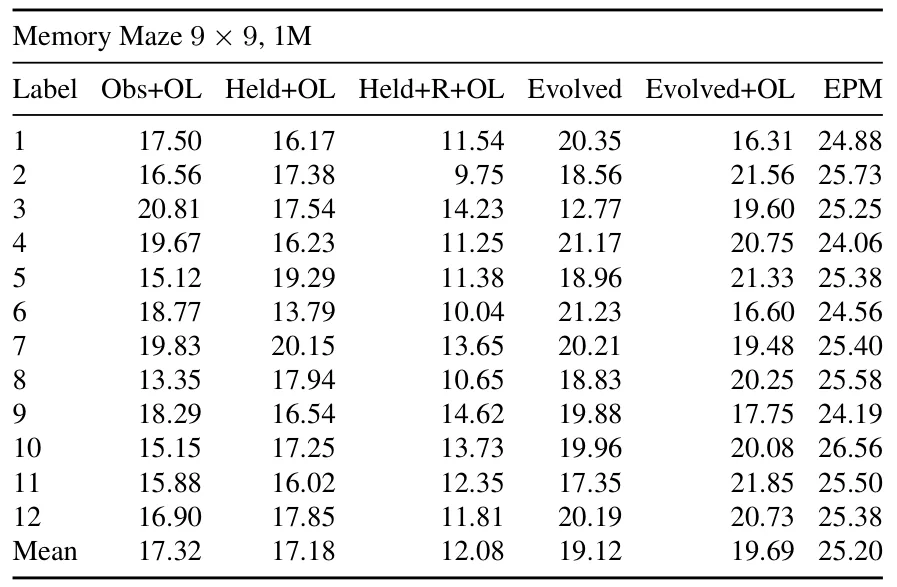 Memory Maze 9 × 9, 1M
Label Obs+OL Held+OL Held+R+OL Evolved Evolved+OL EPM
1 17.50 16.17 11.54 20.35 16.31 24.88
2 16.56 17.38 9.75 18.56 21.56 25.73
3 20.81 17.54 14.23 12.77 19.60 25.25
4 19.67 16.23 11.25 21.17 20.75 24.06
5 15.12 19.29 11.38 18.96 21.33 25.38
6 18.77 13.79 10.04 21.23 16.60 24.56
7 19.83 20.15 13.65 20.21 19.48 25.40
8 13.35 17.94 10.65 18.83 20.25 25.58
9 18.29 16.54 14.62 19.88 17.75 24.19
10 15.15 17.25 13.73 19.96 20.08 26.56
11 15.88 16.02 12.35 17.35 21.85 25.50
12 16.90 17.85 11.81 20.19 20.73 25.38
Mean 17.32 17.18 12.08 19.12 19.69 25.20